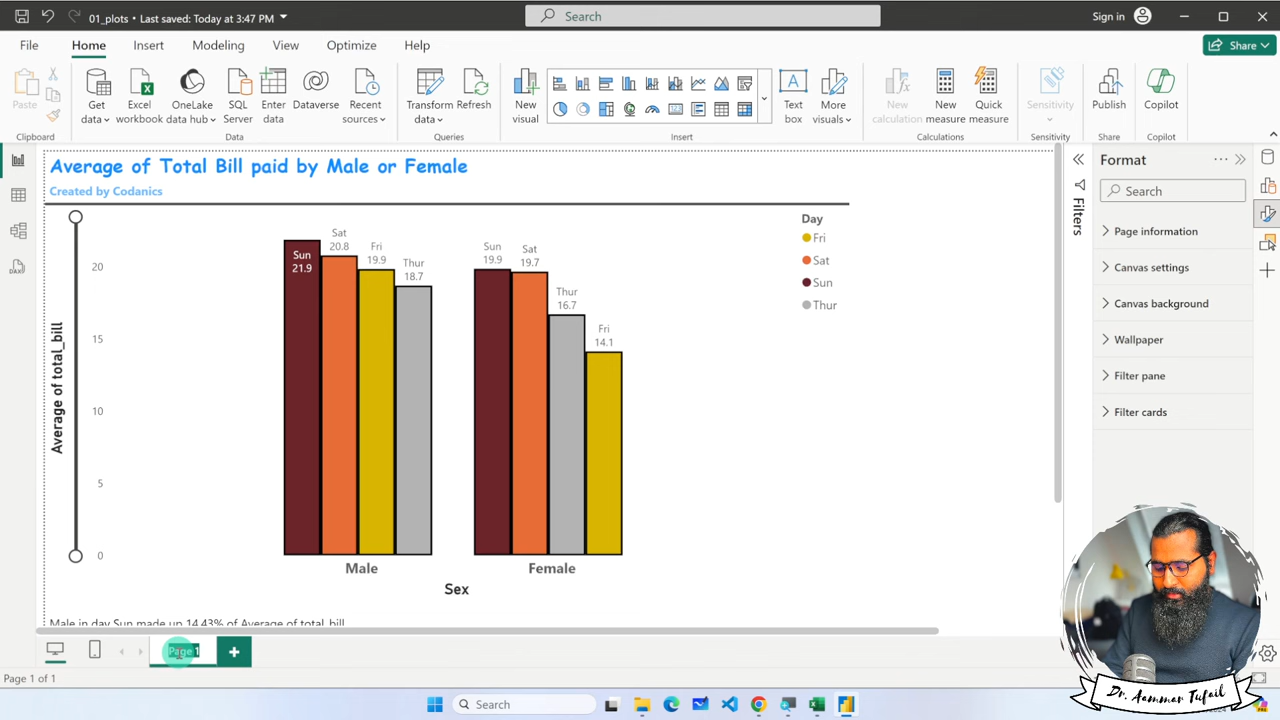 01_plots • Last saved: Today at 3:47 PM
Search
Sign in
File
Home
Insert
Modeling
View
Optimize
Help
Share
Paste
Get data
Excel workbook
OneLake data hub
SQL Server
Enter data
Dataverse
Recent sources
Transform data
Refresh
New visual
Text box
More visuals
New calculation
New measure
Quick measure
Sensitivity
Publish
Copilot
Clipboard
Data
Queries
Insert
Calculations
Sensitivity
Share
Copilot
Average of Total Bill paid by Male or Female
Created by Codanics
Average of total_bill
20
15
10
5
0
Sun
21.9
Sat
20.8
Fri
19.9
Thur
18.7
Sun
19.9
Sat
19.7
Thur
16.7
Fri
14.1
Male
Female
Sex
Day
Fri
Sat
Sun
Thur
Male in day Sun made up 14.43% of Average of total_bill
Filters
Format
Search
Page information
Canvas settings
Canvas background
Wallpaper
Filter pane
Filter cards
Page 1
Page 1 of 1
Search
Dr. Aammar Tufail